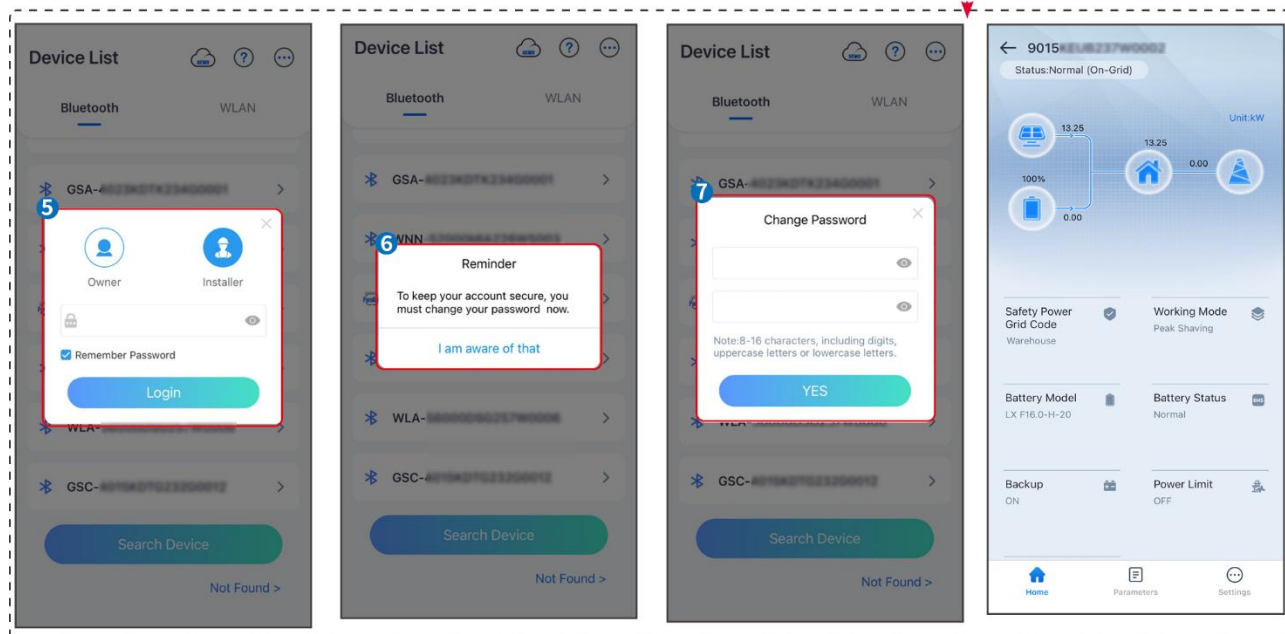 Device List
Bluetooth
WLAN
GSA-
5
Owner
Installer
Remember Password
Login
WLA-
GSC-
Search Device
Not Found >
Device List
Bluetooth
WLAN
GSA-
WNN
6
Reminder
To keep your account secure, you
must change your password now.
I am aware of that
WLA-
GSC-
Search Device
Not Found >
Device List
Bluetooth
WLAN
GSA-
7
Change Password
Note:8-16 characters, including digits,
uppercase letters or lowercase letters.
YES
GSC-
Search Device
Not Found >
9015
Status:Normal (On-Grid)
Unit:kW
13.25
13.25
0.00
100%
0.00
Safety Power
Grid Code
Warehouse
Working Mode
Peak Shaving
Battery Model
LX F16.0-H-20
Battery Status
Normal
Backup
ON
Power Limit
OFF
Home
Parameters
Settings